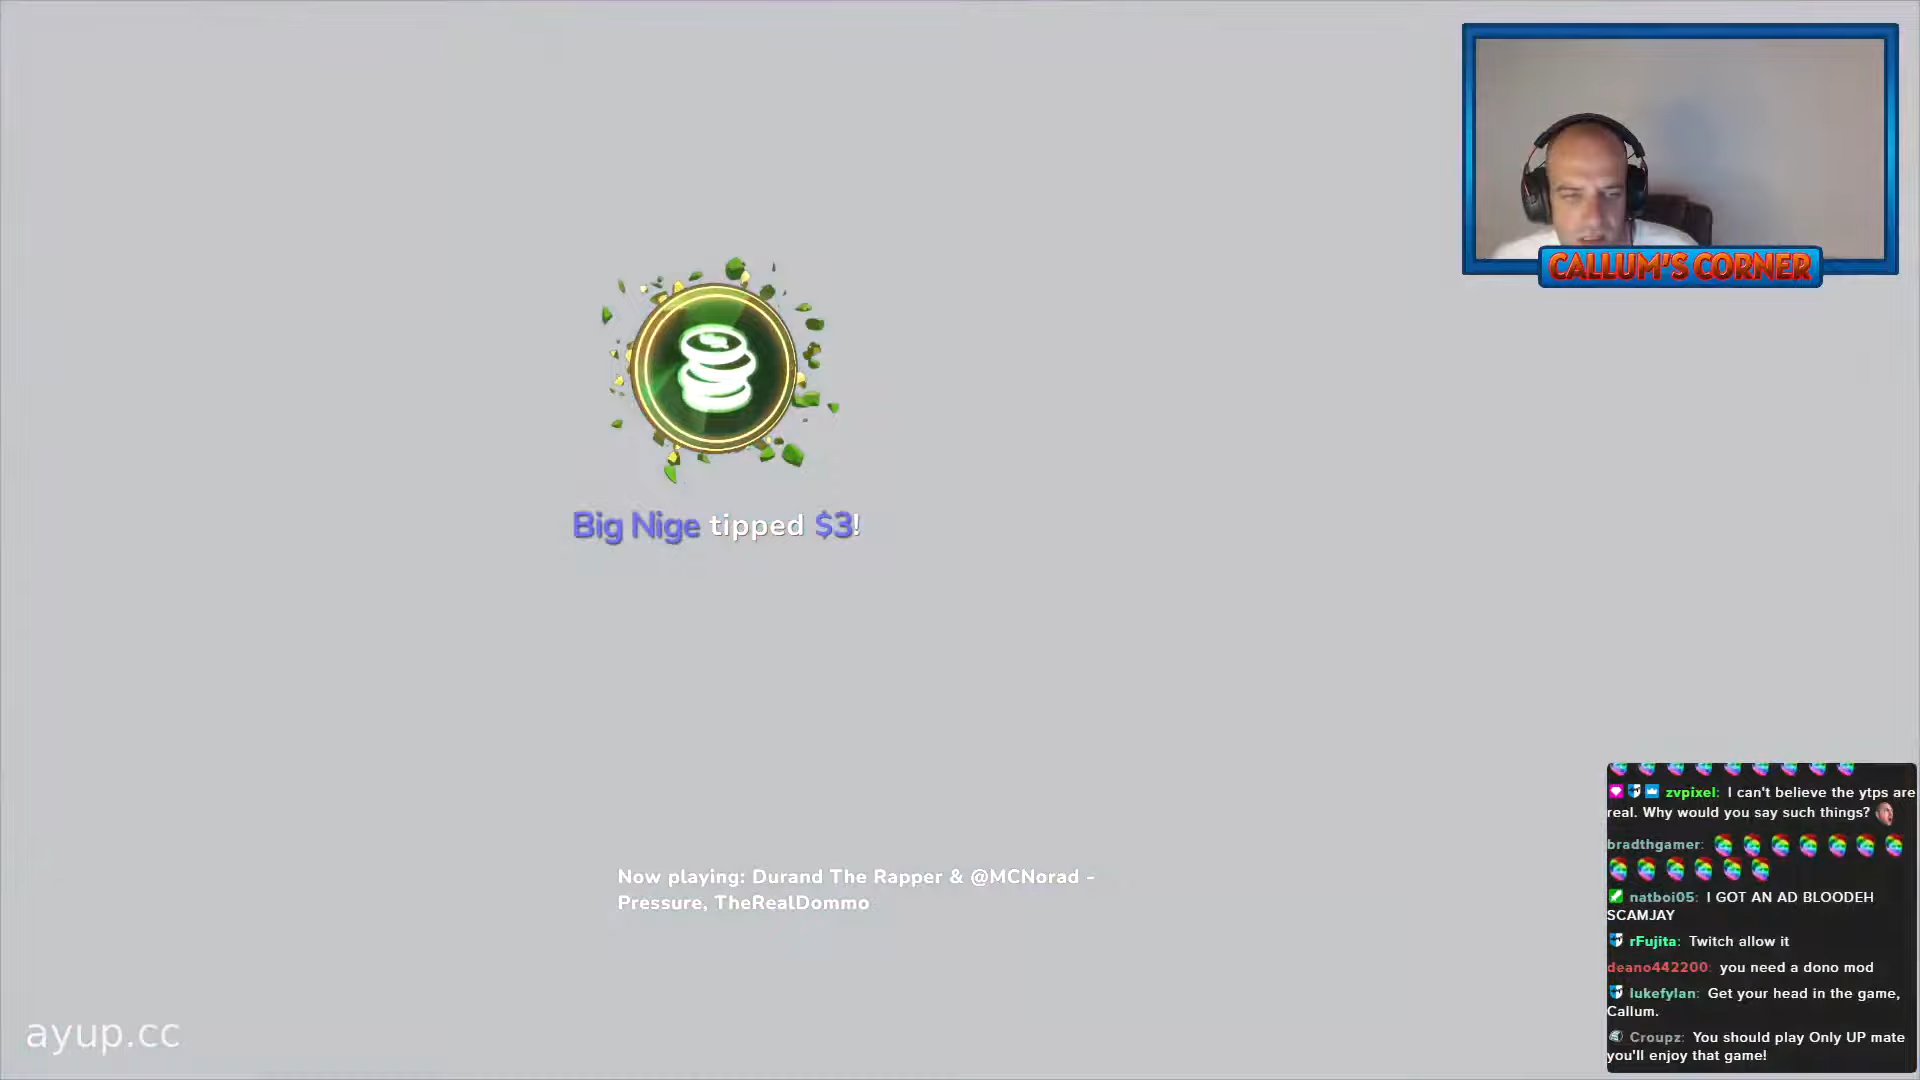 CALLUM'S CORNER
Big Nige tipped $3!
Now playing: Durand The Rapper & @MCNorad -
Pressure, TheRealDommo
zvpixel: I can't believe the ytps are
real. Why would you say such things?
bradthgamer:
natboi05: I GOT AN AD BLOODEH
SCAMJAY
rFujita: Twitch allow it
deano442200: you need a dono mod
lukefylan: Get your head in the game,
Callum.
Croupz: You should play Only UP mate
you'll enjoy that game!
ayup.cc